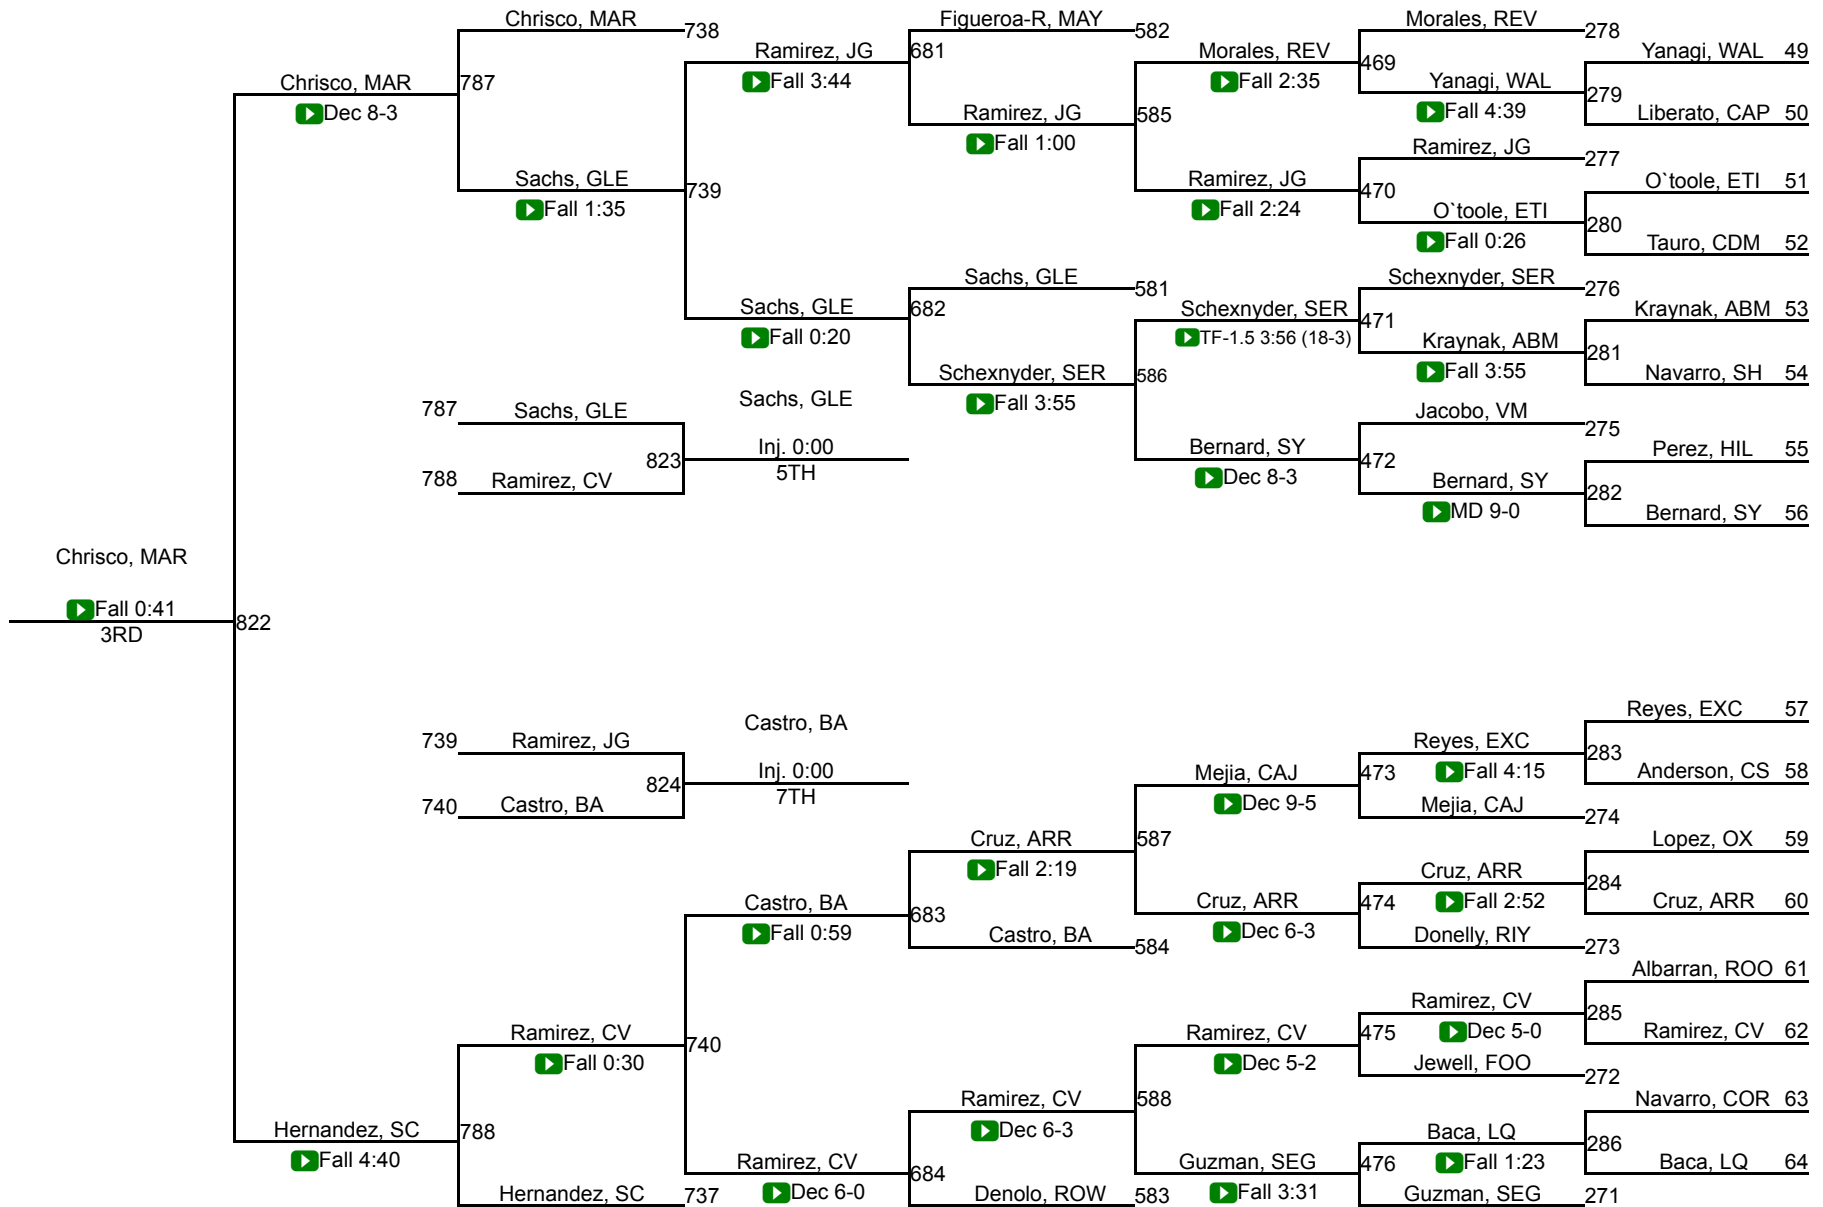 Chrisco, MAR
738
Figueroa-R, MAY
582
Morales, REV
278
Ramirez, JG
681
Morales, REV
469
Yanagi, WAL 49
Chrisco, MAR
787
Fall 3:44
Fall 2:35
Yanagi, WAL
279
Dec 8-3
Ramirez, JG
585
Fall 4:39
Liberato, CAP 50
Fall 1:00
Ramirez, JG
277
Sachs, GLE
739
Ramirez, JG
470
O`toole, ETI 51
Fall 1:35
Fall 2:24
O`toole, ETI
280
Fall 0:26
Tauro, CDM 52
Sachs, GLE
581
Schexnyder, SER
276
Sachs, GLE
682
Schexnyder, SER
471
Kraynak, ABM 53
Fall 0:20
TF-1.5 3:56 (18-3)
Kraynak, ABM
281
Schexnyder, SER
586
Fall 3:55
Navarro, SH 54
Sachs, GLE
Fall 3:55
787
Sachs, GLE
Jacobo, VM
275
Inj. 0:00
Bernard, SY
472
Perez, HIL 55
823
5TH
Dec 8-3
788
Ramirez, CV
Bernard, SY
282
MD 9-0
Bernard, SY 56
Chrisco, MAR
Fall 0:41
822
3RD
Reyes, EXC 57
Castro, BA
739
Ramirez, JG
Reyes, EXC
283
Inj. 0:00
Mejia, CAJ
473
Fall 4:15
Anderson, CS 58
824
7TH
740
Castro, BA
Dec 9-5
Mejia, CAJ
274
Cruz, ARR
587
Lopez, OX 59
Fall 2:19
Cruz, ARR
284
Castro, BA
683
Cruz, ARR
474
Fall 2:52
Cruz, ARR 60
Fall 0:59
Castro, BA
584
Dec 6-3
Donelly, RIY
273
Albarran, ROO 61
Ramirez, CV
285
Ramirez, CV
740
Ramirez, CV
475
Dec 5-0
Ramirez, CV 62
Fall 0:30
Dec 5-2
Jewell, FOO
272
Ramirez, CV
588
Navarro, COR 63
Hernandez, SC
788
Dec 6-3
Baca, LQ
286
Fall 4:40
Ramirez, CV
684
Guzman, SEG
476
Fall 1:23
Baca, LQ 64
Hernandez, SC
737
Dec 6-0
Denolo, ROW
583
Fall 3:31
Guzman, SEG
271